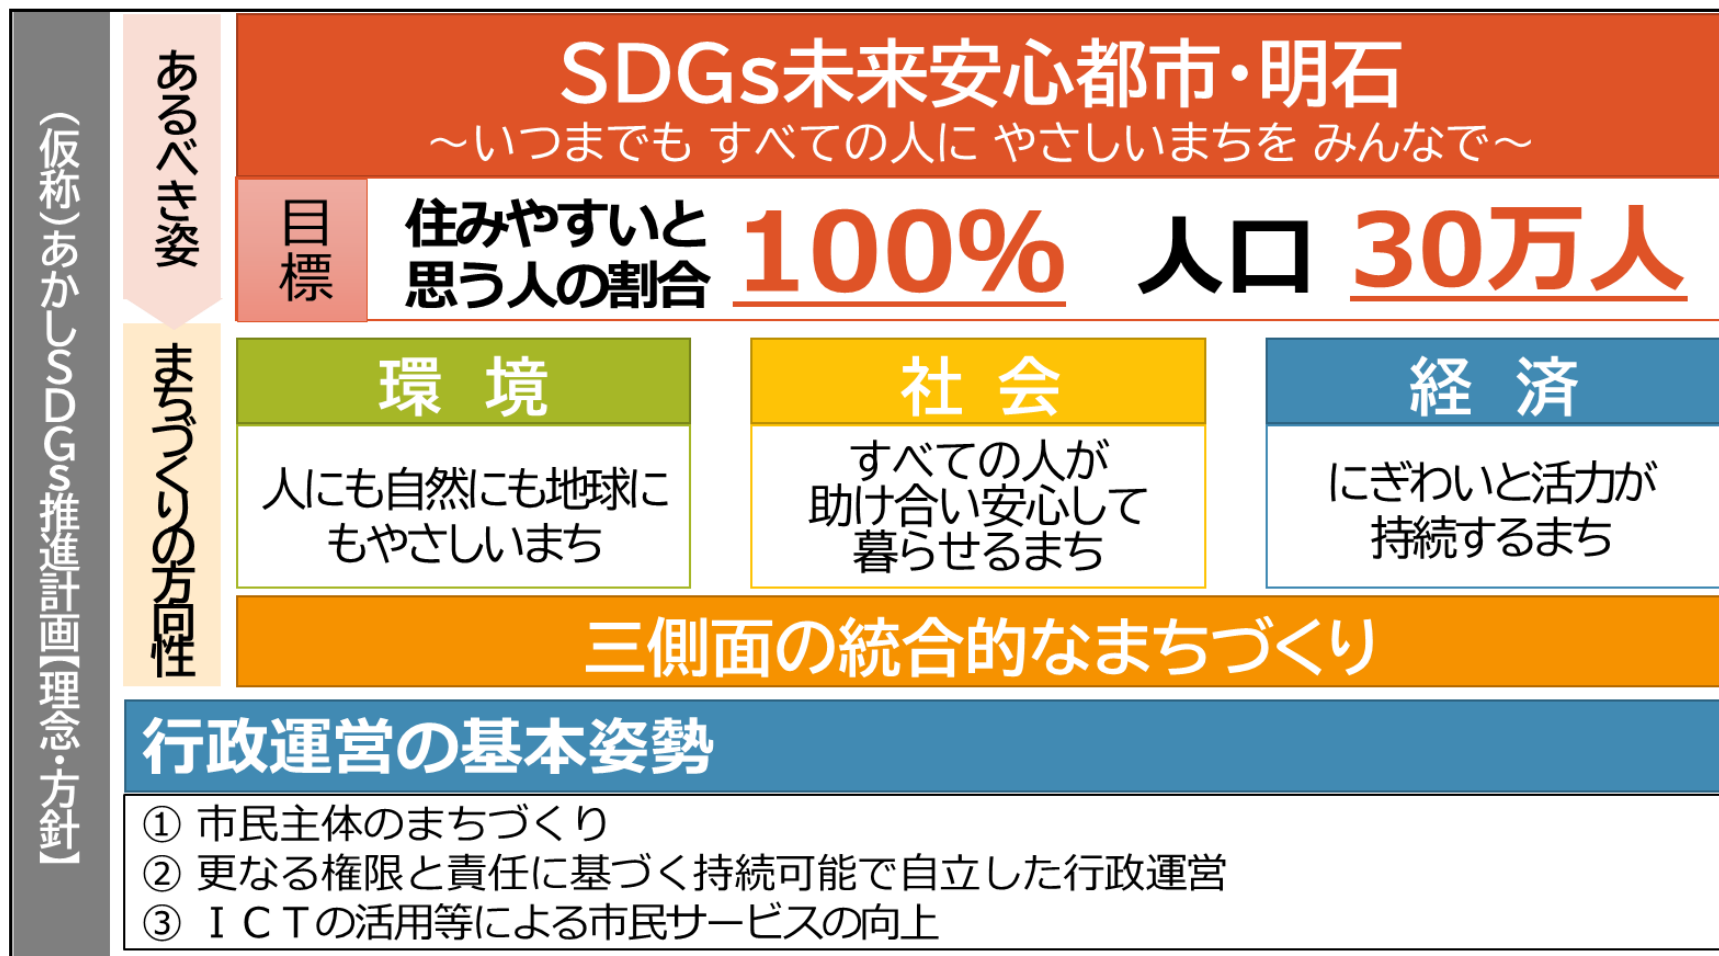 (仮称)あかしSDGs推進計画【理念・方針】
あるべき姿
SDGs未来安心都市・明石
～いつまでも すべての人に やさしいまちを みんなで～
目
標
住みやすいと
思う人の割合
100%
人口
30万人
まちづくりの方向性
環 境
人にも自然にも地球に
もやさしいまち
社 会
すべての人が
助け合い安心して
暮らせるまち
経 済
にぎわいと活力が
持続するまち
三側面の統合的なまちづくり
行政運営の基本姿勢
① 市民主体のまちづくり
② 更なる権限と責任に基づく持続可能で自立した行政運営
③ ＩＣＴの活用等による市民サービスの向上